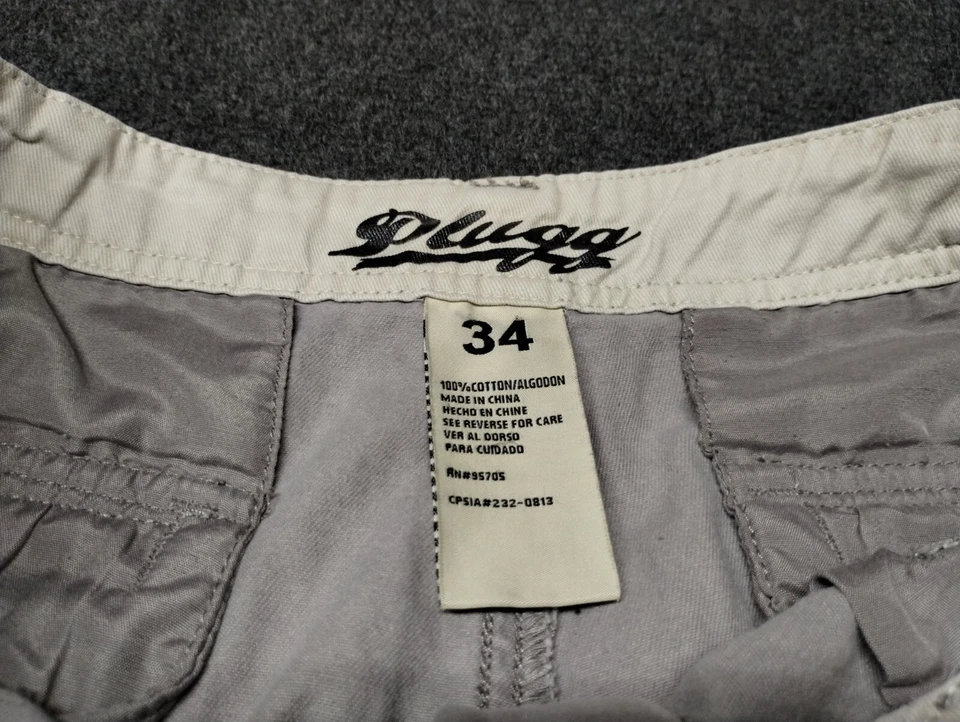 Plugg
34
100%COTTON/ALGODON
MADE IN CHINA
HECHO EN CHINE
SEE REVERSE FOR CARE
VER AL DORSO
PARA CUIDADO
RN#95705
CPSIA#232-0813